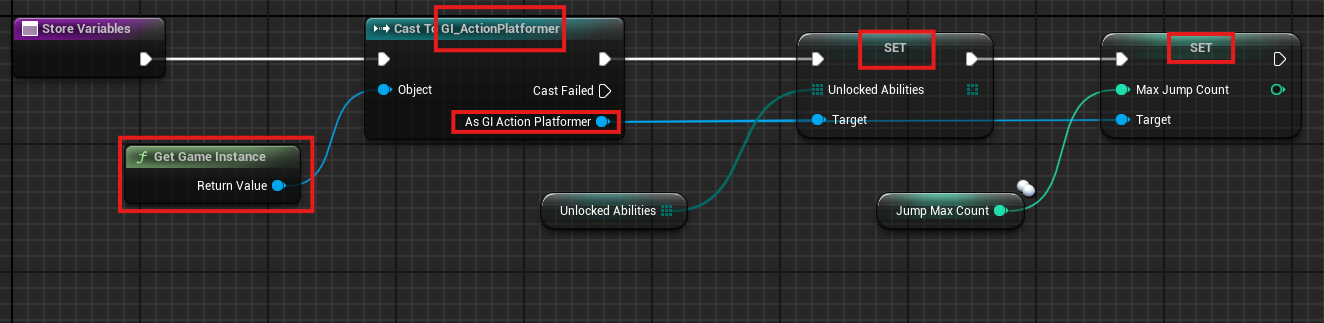 Store Variables
Cast To GI_ActionPlatformer
Object
Cast Failed
As GI Action Platformer
f Get Game Instance
Return Value
SET
Unlocked Abilities
Target
SET
Max Jump Count
Target
Unlocked Abilities
Jump Max Count